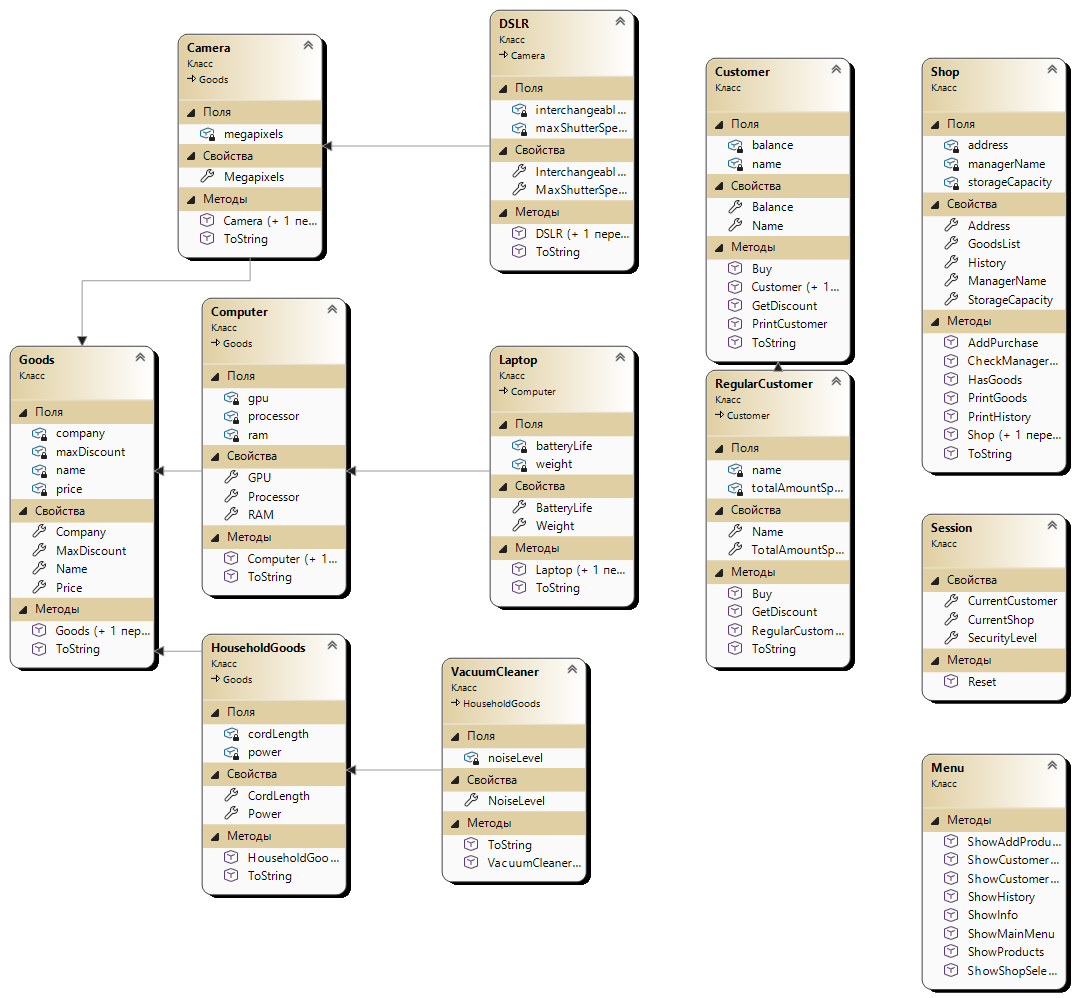 Camera
Класс
Goods
Поля
megapixels
Свойства
Megapixels
Методы
Camera (+ 1 пе...
ToString
DSLR
Класс
Camera
Поля
interchangeabl...
maxShutterSpe...
Свойства
Interchangeabl...
MaxShutterSpe...
Методы
DSLR (+ 1 пере...
ToString
Customer
Класс
Поля
balance
name
Свойства
Balance
Name
Методы
Buy
Customer (+ 1...
GetDiscount
PrintCustomer
ToString
Shop
Класс
Поля
address
managerName
storageCapacity
Свойства
Address
GoodsList
History
ManagerName
StorageCapacity
Методы
AddPurchase
CheckManager...
HasGoods
PrintGoods
PrintHistory
Shop (+ 1 пере...
ToString
Goods
Класс
Поля
company
maxDiscount
name
price
Свойства
Company
MaxDiscount
Name
Price
Методы
Goods (+ 1 пер...
ToString
Computer
Класс
Goods
Поля
gpu
processor
ram
Свойства
GPU
Processor
RAM
Методы
Computer (+ 1...
ToString
Laptop
Класс
Computer
Поля
batteryLife
weight
Свойства
BatteryLife
Weight
Методы
Laptop (+ 1 пе...
ToString
RegularCustomer
Класс
Customer
Поля
name
totalAmountSp...
Свойства
Name
TotalAmountSp...
Методы
Buy
GetDiscount
RegularCustom...
ToString
Session
Класс
Свойства
CurrentCustomer
CurrentShop
SecurityLevel
Методы
Reset
HouseholdGoods
Класс
Goods
Поля
cordLength
power
Свойства
CordLength
Power
Методы
HouseholdGoo...
ToString
VacuumCleaner
Класс
HouseholdGoods
Поля
noiseLevel
Свойства
NoiseLevel
Методы
ToString
VacuumCleaner...
Menu
Класс
Методы
ShowAddProdu...
ShowCustomer...
ShowCustomer...
ShowHistory
ShowInfo
ShowMainMenu
ShowProducts
ShowShopSele...